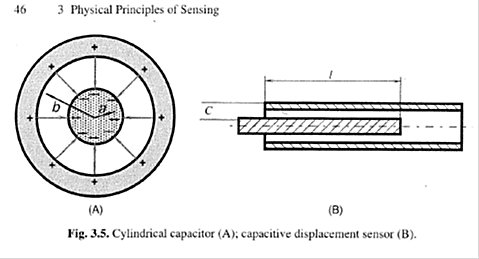 46 3 Physical Principles of Sensing
b
a
l
C
(A)
(B)
Fig. 3.5. Cylindrical capacitor (A); capacitive displacement sensor (B).